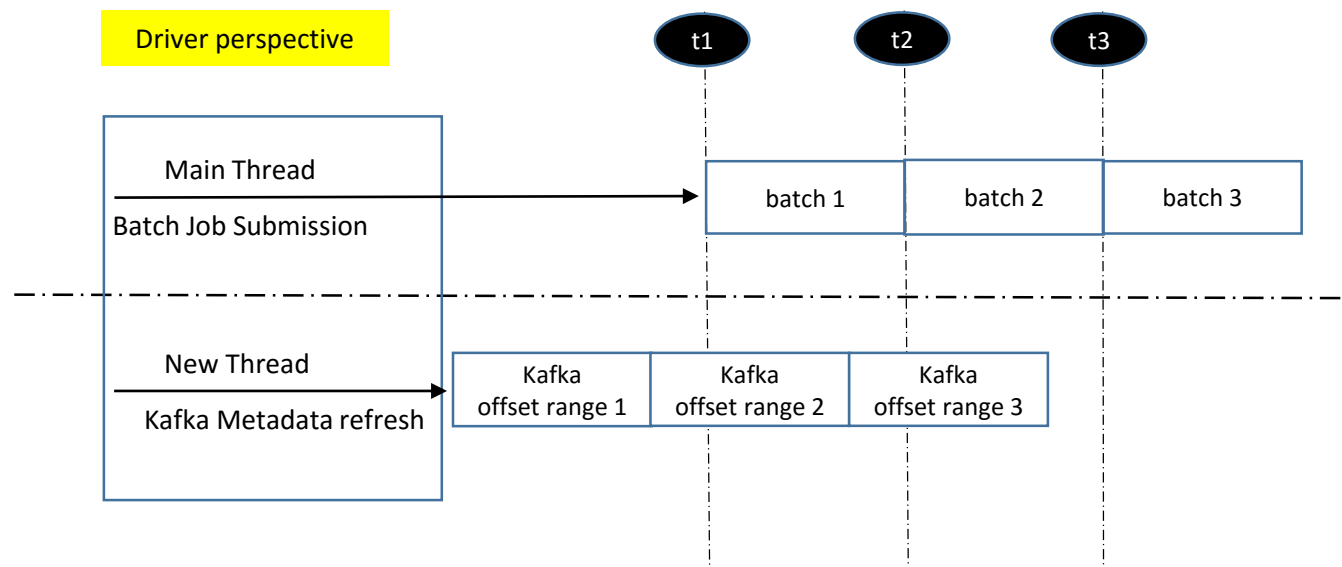 Driver perspective
t1
t2
t3
Main Thread
Batch Job Submission
batch 1
batch 2
batch 3
New Thread
Kafka Metadata refresh
Kafka
offset range 1
Kafka
offset range 2
Kafka
offset range 3